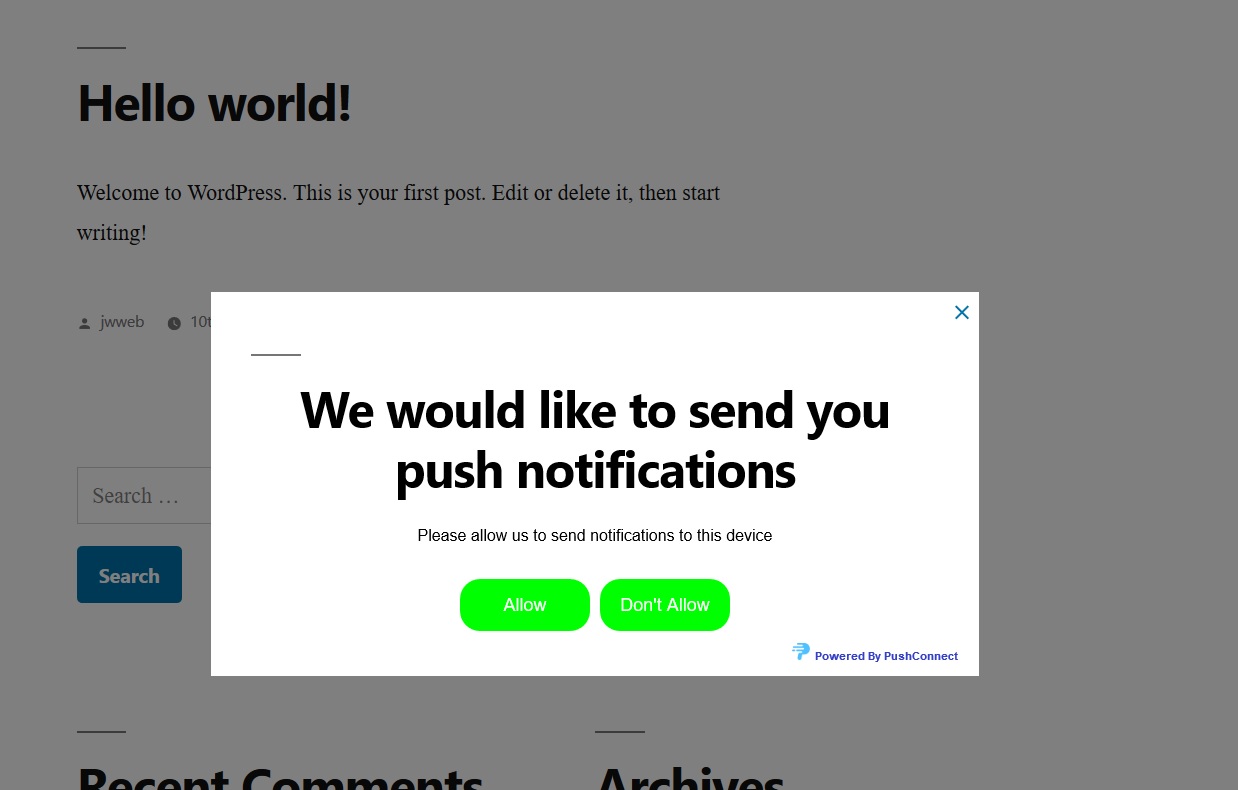 Hello world!
Welcome to WordPress. This is your first post. Edit or delete it, then start
writing!
jwweb
We would like to send you
push notifications
Please allow us to send notifications to this device
Search …
Allow Don't Allow
Search
Powered By PushConnect
Recent Comments Archives